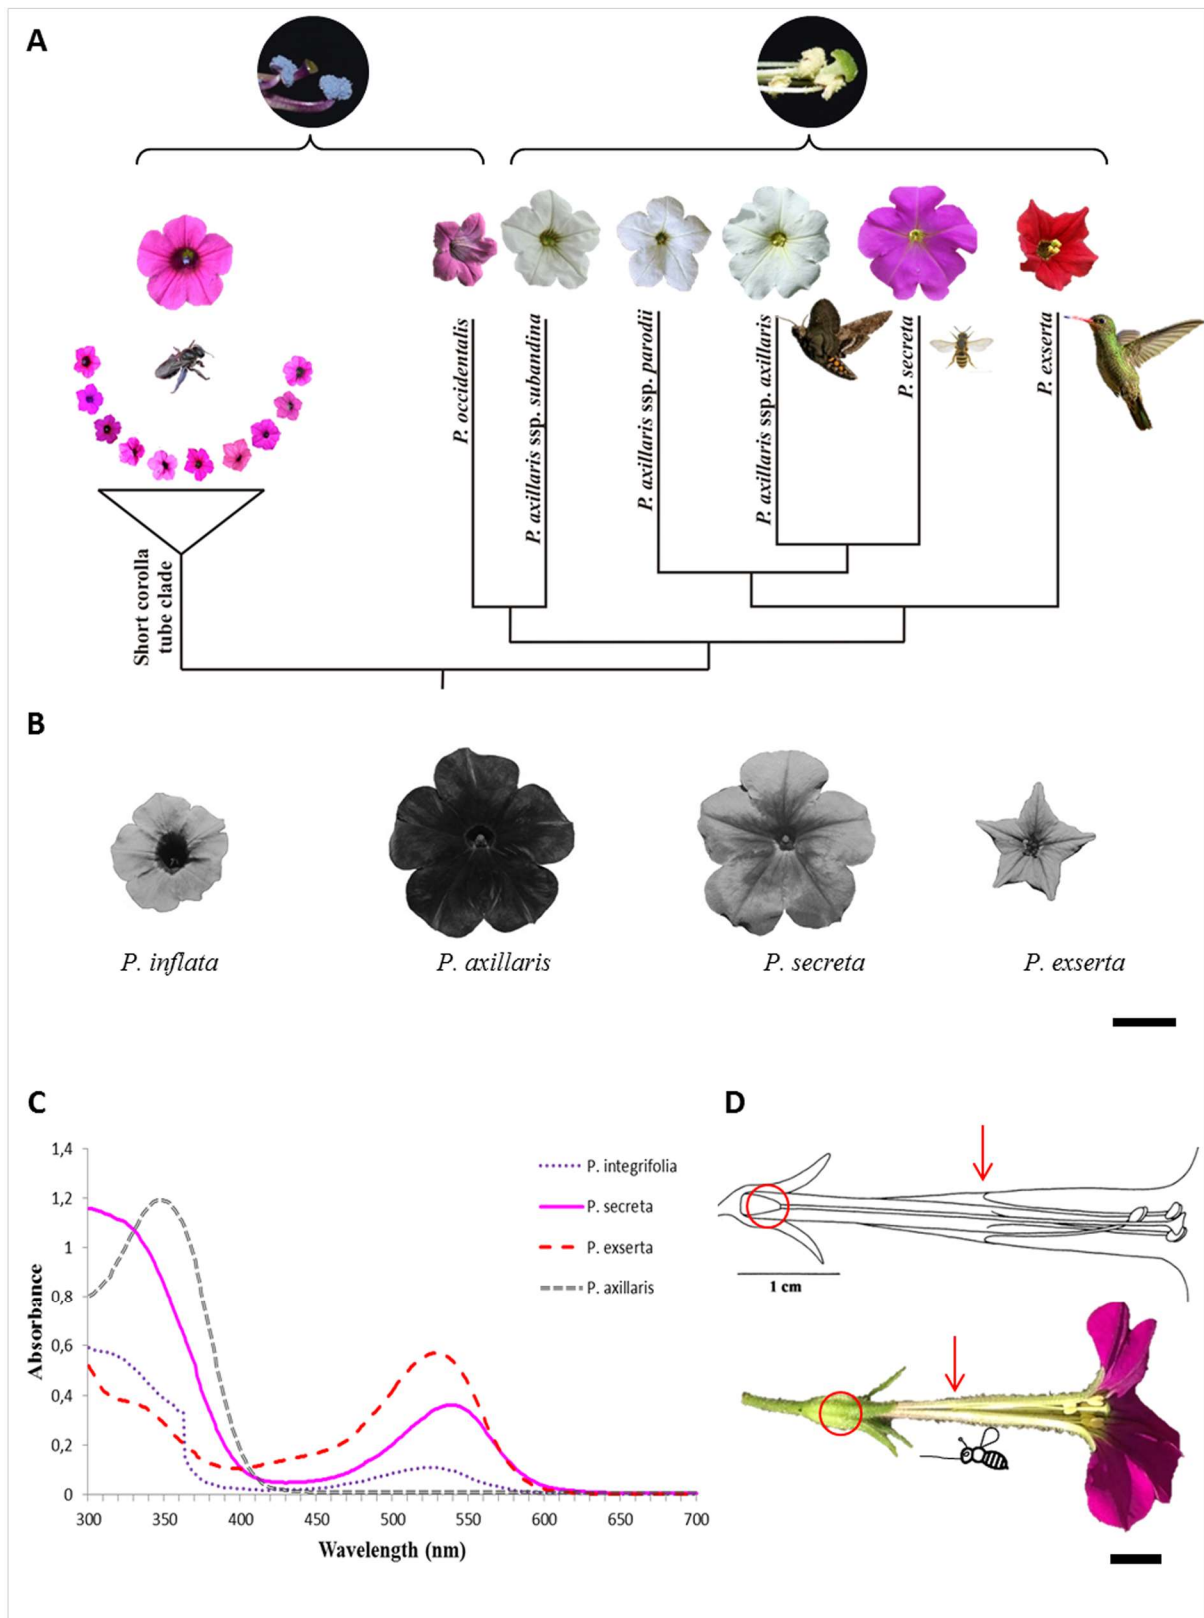 A
P. occidentalis
P. axillaris ssp. subandina
P. axillaris ssp. parodii
P. axillaris ssp. axillaris
P. secreta
P. exserta
Short corolla
tube clade
B
P. inflata
P. axillaris
P. secreta
P. exserta
C
1,4
1,2
1
0,8
0,6
0,4
0,2
0
Absorbance
300
350
400
450
500
550
600
650
700
Wavelength (nm)
P. integrifolia
P. secreta
P. exserta
P. axillaris
D
1 cm